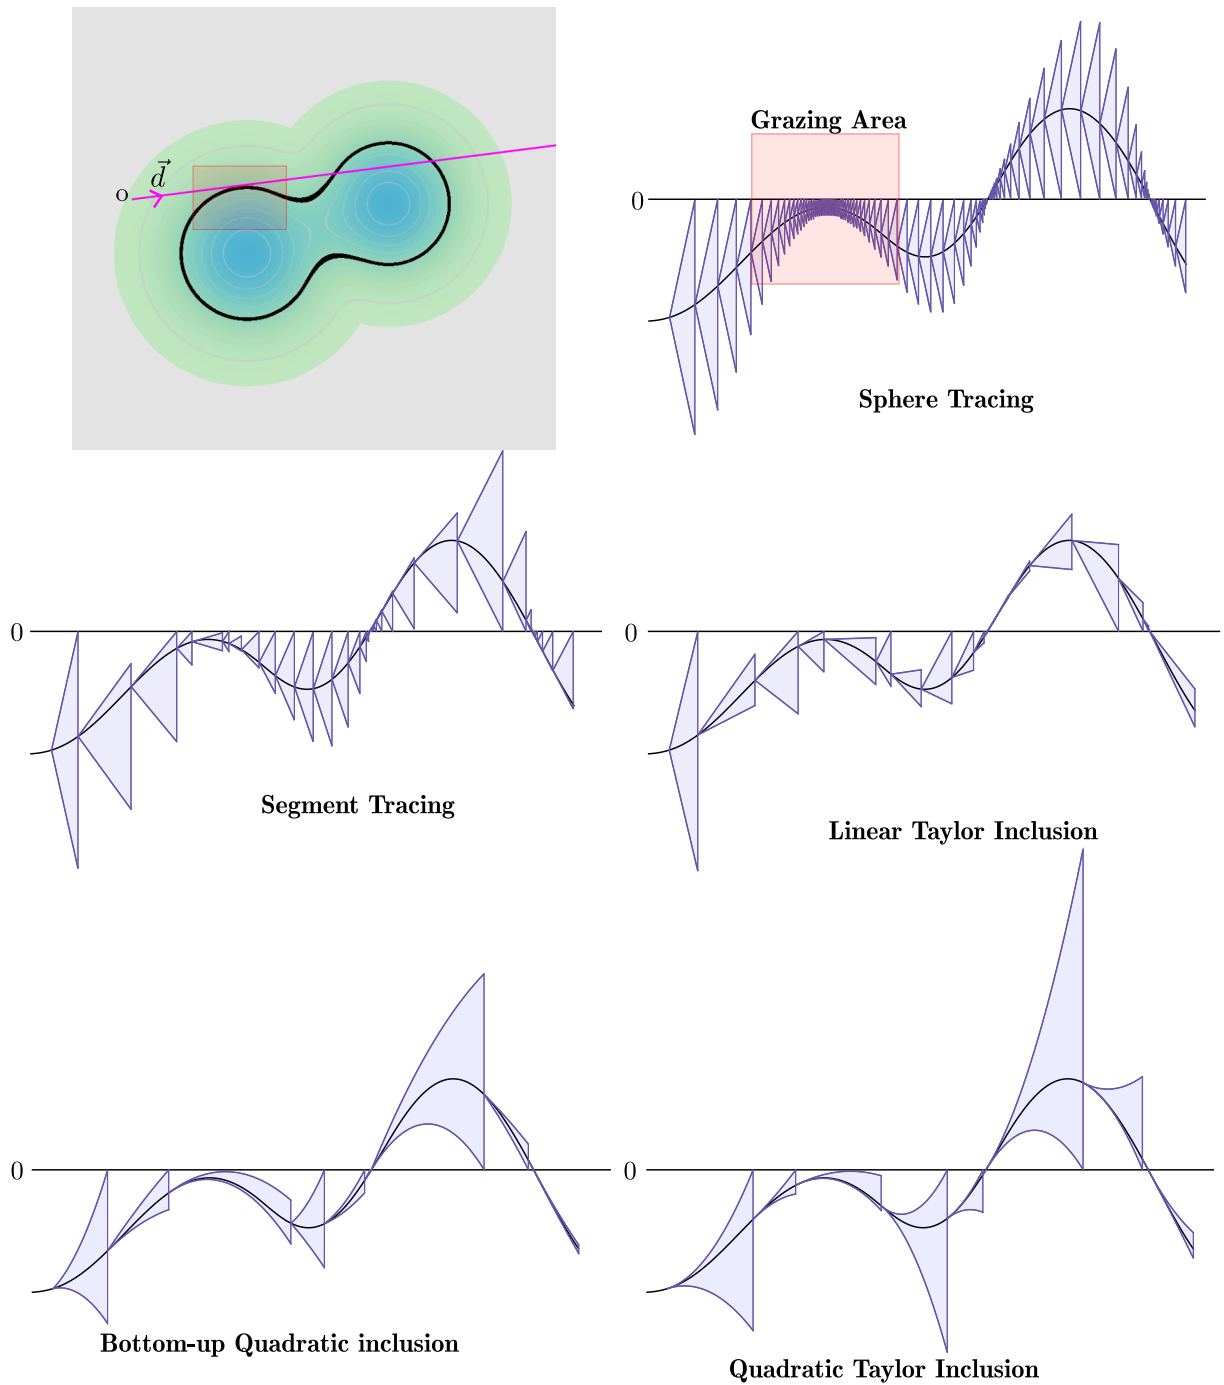 o
d⃗
Grazing Area
0
Sphere Tracing
0
Segment Tracing
0
Linear Taylor Inclusion
0
Bottom-up Quadratic inclusion
0
Quadratic Taylor Inclusion